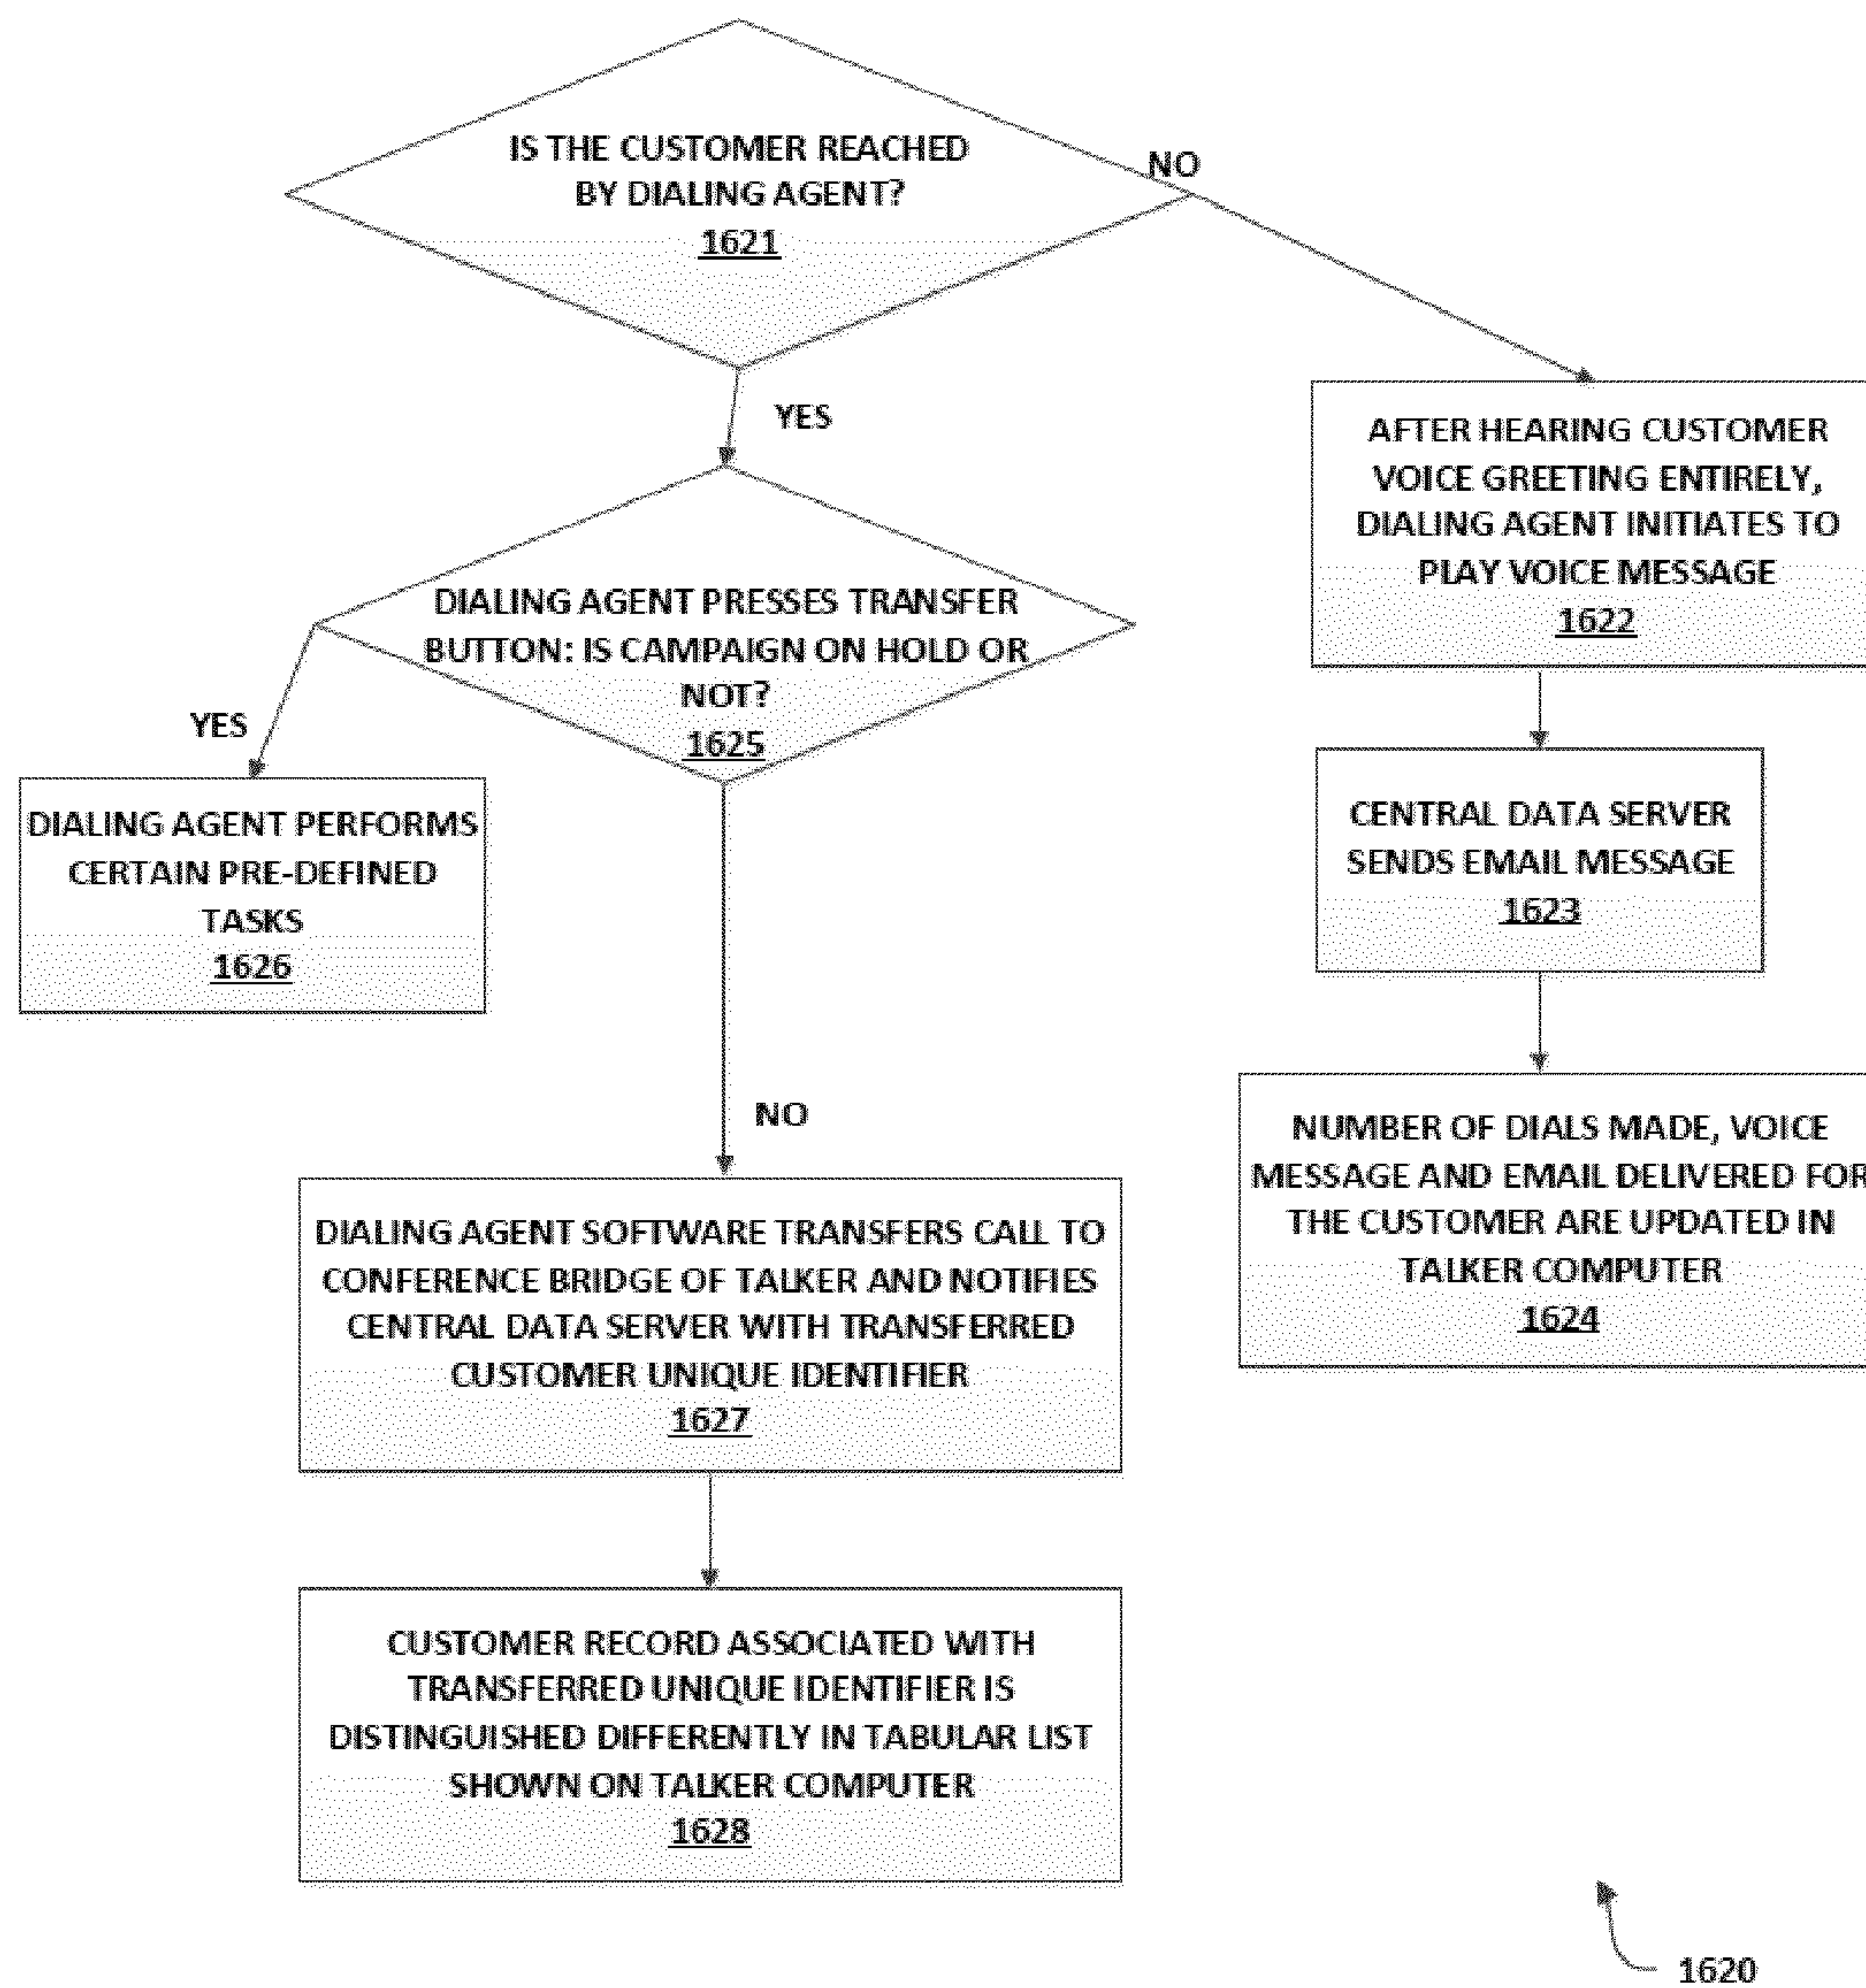 IS THE CUSTOMER REACHED
BY DIALING AGENT?
1621
NO
YES
AFTER HEARING CUSTOMER
VOICE GREETING ENTIRELY,
DIALING AGENT INITIATES TO
PLAY VOICE MESSAGE
1622
DIALING AGENT PRESSES TRANSFER
BUTTON: IS CAMPAIGN ON HOLD OR
NOT?
1625
YES
DIALING AGENT PERFORMS
CERTAIN PRE-DEFINED
TASKS
1626
CENTRAL DATA SERVER
SENDS EMAIL MESSAGE
1623
NO
NUMBER OF DIALS MADE, VOICE
MESSAGE AND EMAIL DELIVERED FOR
THE CUSTOMER ARE UPDATED IN
TALKER COMPUTER
1624
DIALING AGENT SOFTWARE TRANSFERS CALL TO
CONFERENCE BRIDGE OF TALKER AND NOTIFIES
CENTRAL DATA SERVER WITH TRANSFERRED
CUSTOMER UNIQUE IDENTIFIER
1627
CUSTOMER RECORD ASSOCIATED WITH
TRANSFERRED UNIQUE IDENTIFIER IS
DISTINGUISHED DIFFERENTLY IN TABULAR LIST
SHOWN ON TALKER COMPUTER
1628
1620